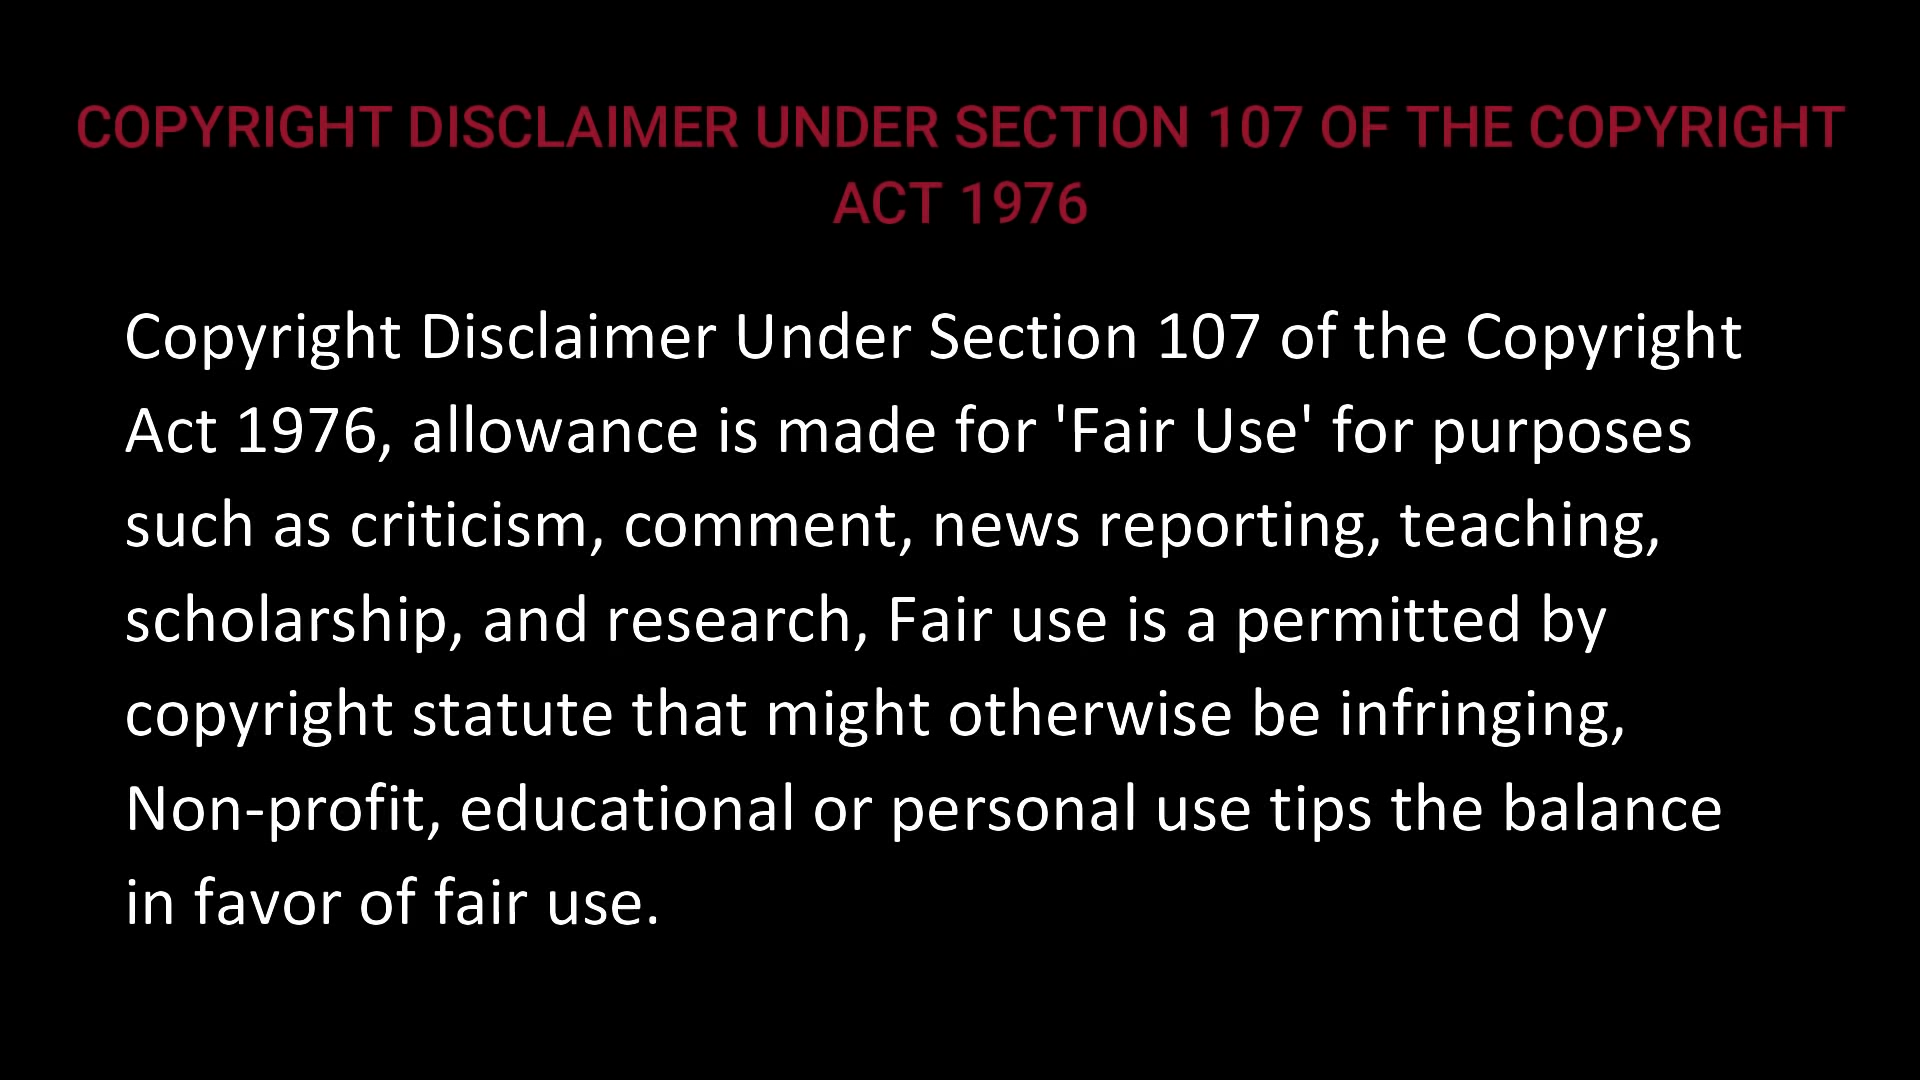 COPYRIGHT DISCLAIMER UNDER SECTION 107 OF THE COPYRIGHT
ACT 1976
Copyright Disclaimer Under Section 107 of the Copyright
Act 1976, allowance is made for 'Fair Use' for purposes
such as criticism, comment, news reporting, teaching,
scholarship, and research, Fair use is a permitted by
copyright statute that might otherwise be infringing,
Non-profit, educational or personal use tips the balance
in favor of fair use.